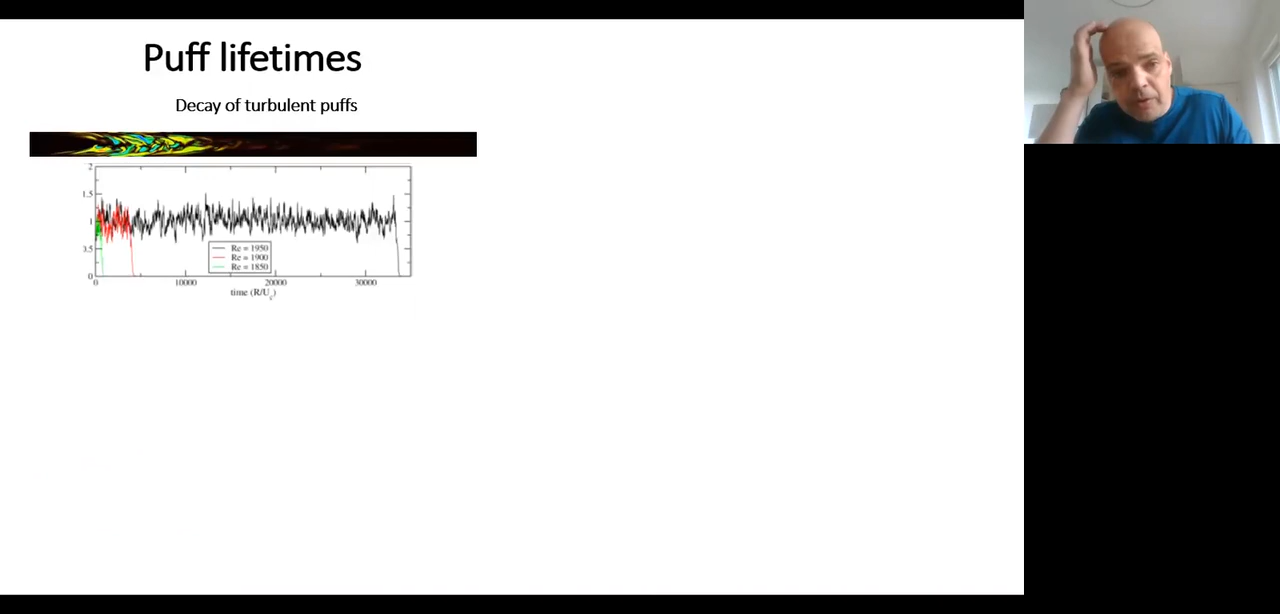 Puff lifetimes
Decay of turbulent puffs
2
1.5
1
0.5
0
Re = 1950
Re = 1900
Re = 1850
0 10000 20000 30000
time (R/U